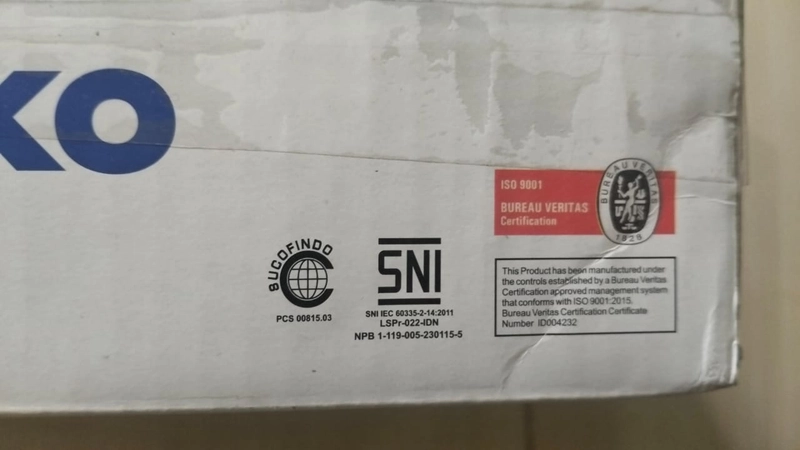 KO
ISO 9001
BUREAU VERITAS
Certification
BUREAU VERITAS
1828
BUCOFINDO
PCS 00815.03
SNI
SNI IEC 60335-2-14:2011
LSPr-022-IDN
NPB 1-119-005-230115-5
This Product has been manufactured under
the controls established by a Bureau Veritas
Certification approved management system
that conforms with ISO 9001:2015.
Bureau Veritas Certification Certificate
Number ID004232